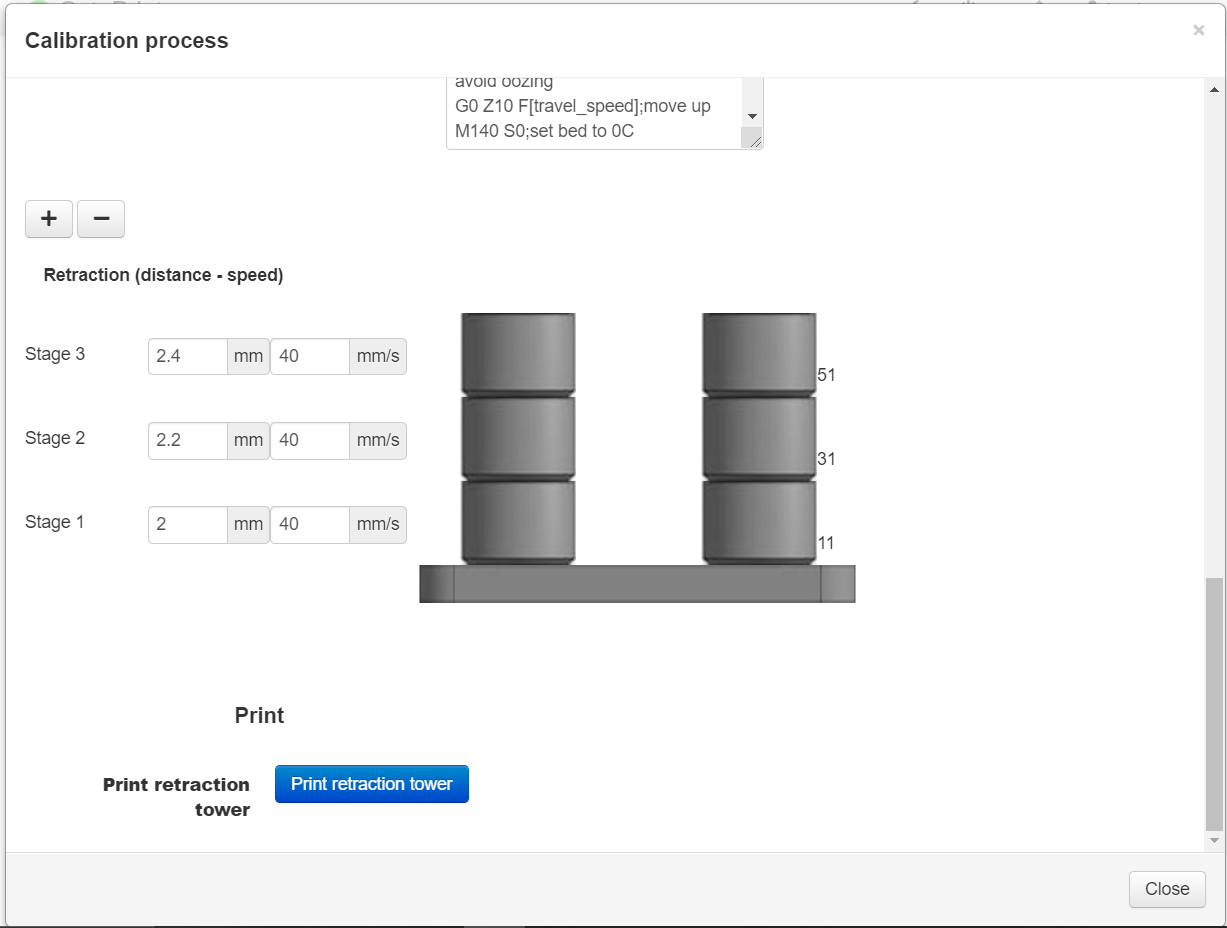 Calibration process
×
avoid oozing
G0 Z10 F[travel_speed];move up
M140 S0;set bed to 0C
+ −
Retraction (distance - speed)
Stage 3 2.4 mm 40 mm/s
51
Stage 2 2.2 mm 40 mm/s
31
Stage 1 2 mm 40 mm/s
11
Print
Print retraction
tower
Print retraction tower
Close